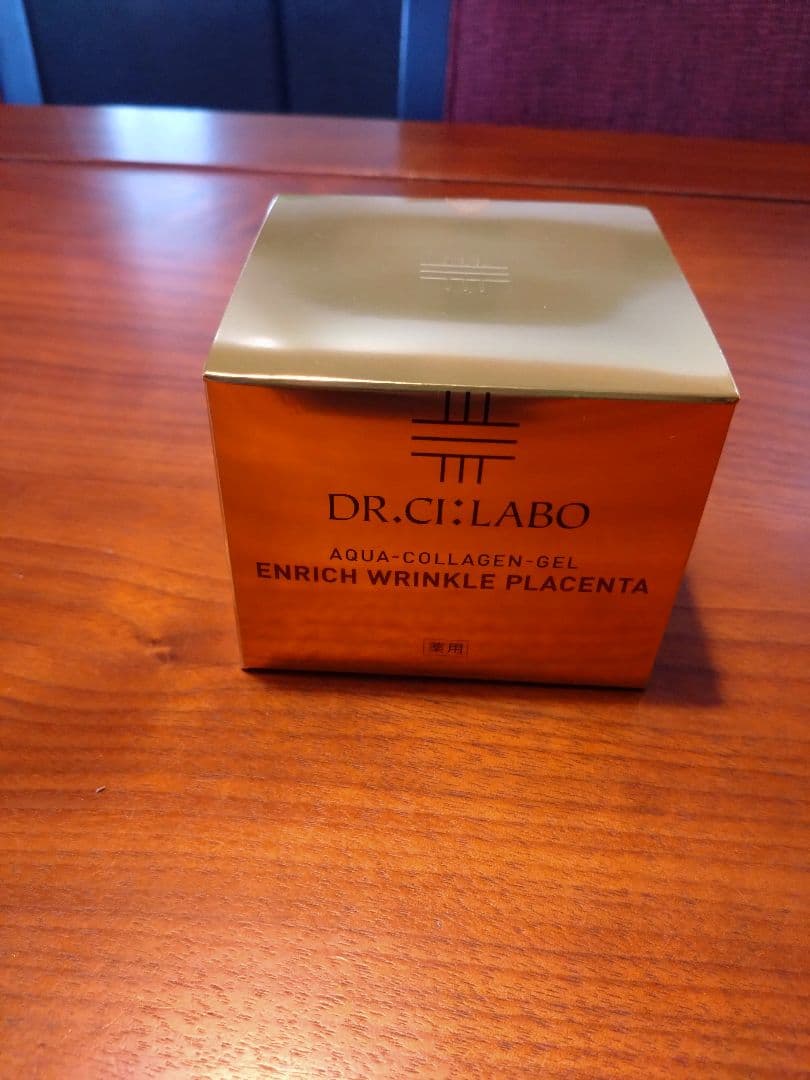 DR.CI:LABO
AQUA-COLLAGEN-GEL
ENRICH WRINKLE PLACENTA
薬用